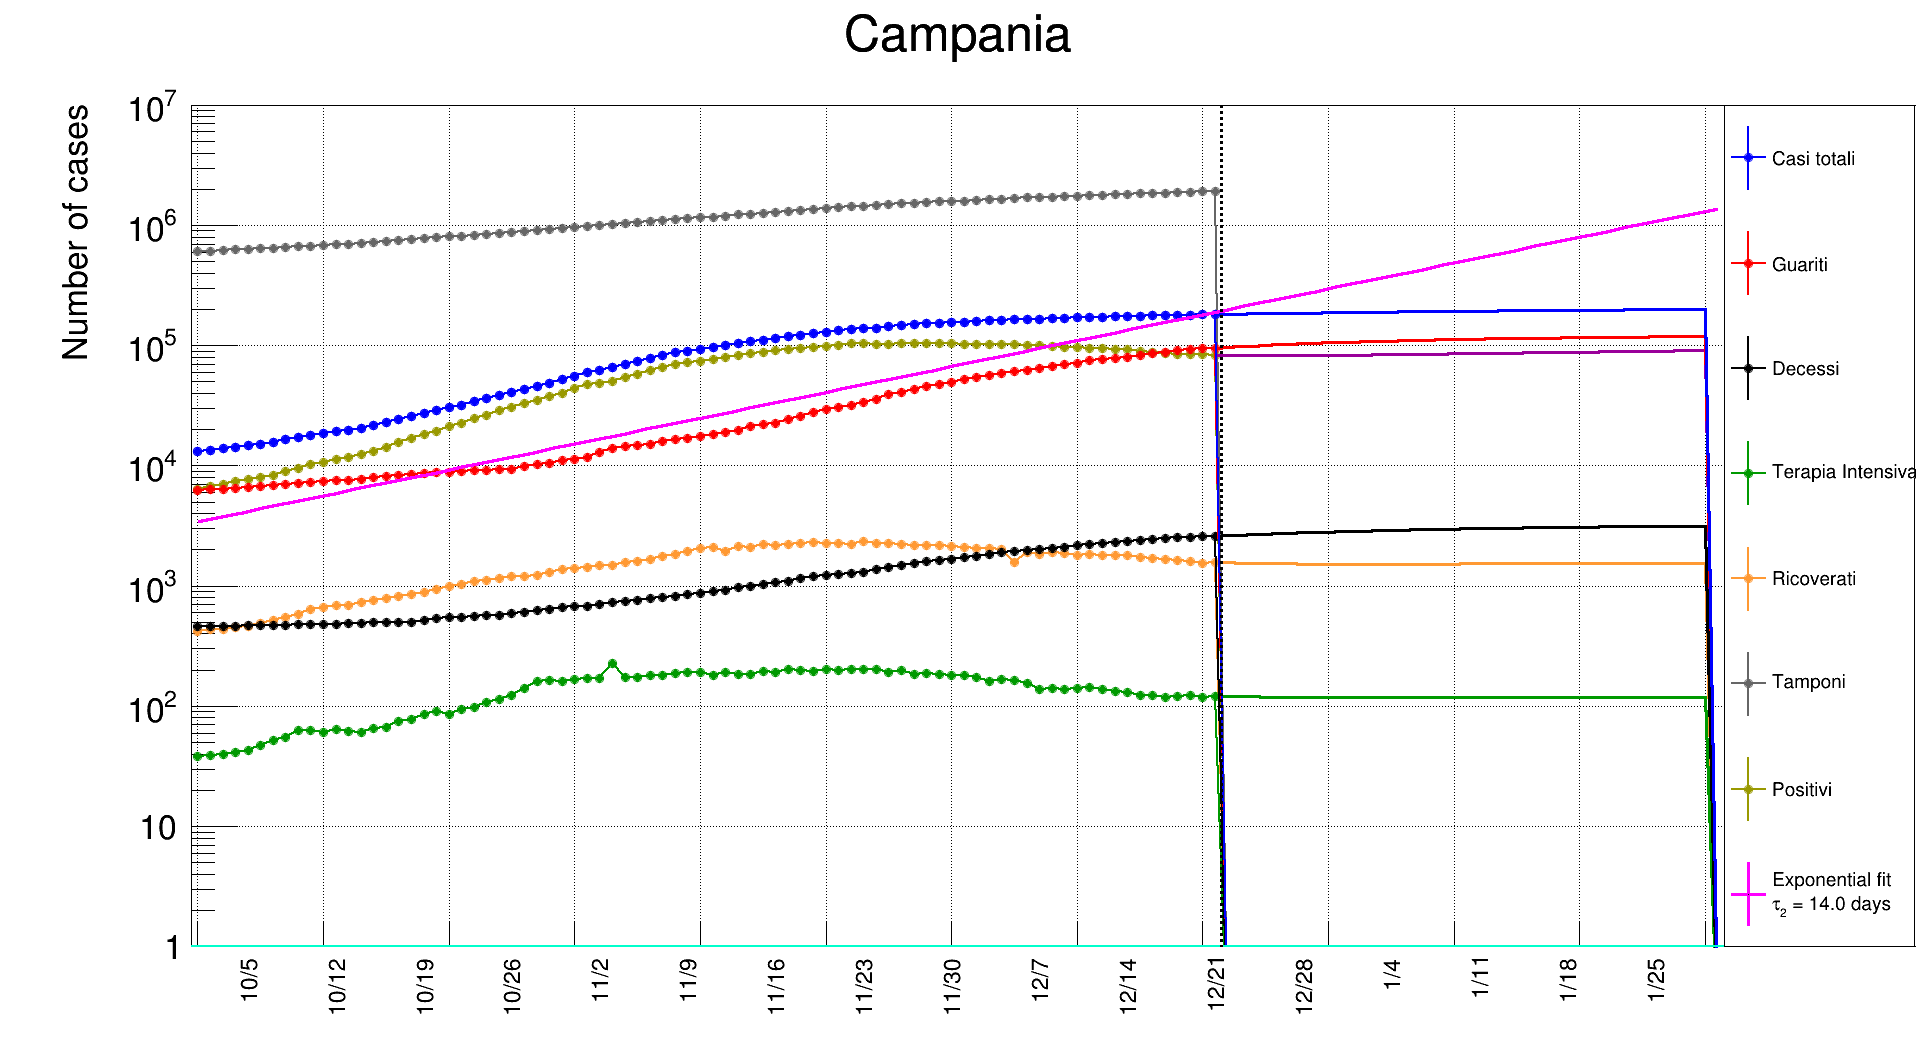 Campania
Number of cases
10^7
10^6
10^5
10^4
10^3
10^2
10
1
10/5
10/12
10/19
10/26
11/2
11/9
11/16
11/23
11/30
12/7
12/14
12/21
12/28
1/4
1/11
1/18
1/25
Casi totali
Guariti
Decessi
Terapia Intensiva
Ricoverati
Tamponi
Positivi
Exponential fit
τ₂ = 14.0 days